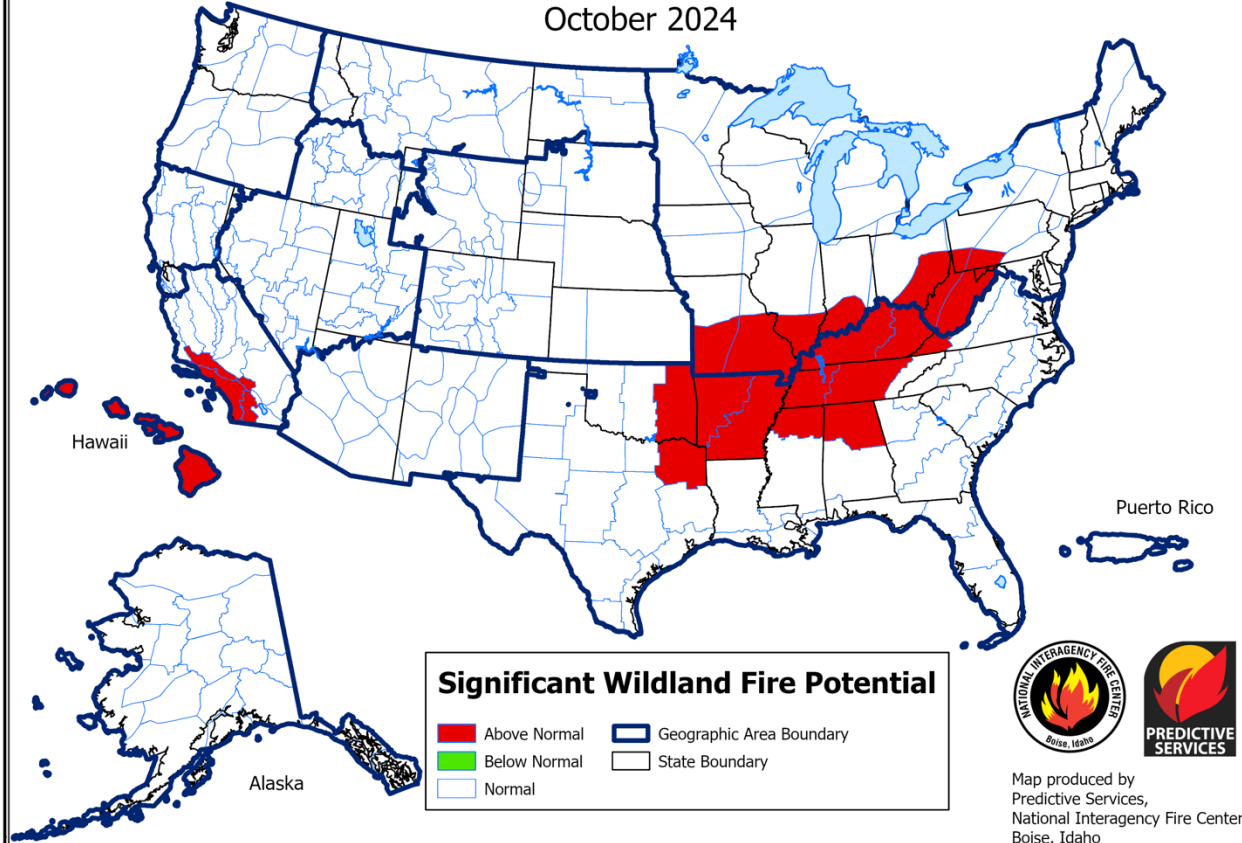 October 2024
Hawaii
Puerto Rico
Alaska
Significant Wildland Fire Potential
Above Normal
Geographic Area Boundary
Below Normal
State Boundary
Normal
NATIONAL INTERAGENCY FIRE CENTER
Boise, Idaho
PREDICTIVE
SERVICES
Map produced by
Predictive Services,
National Interagency Fire Center
Boise, Idaho